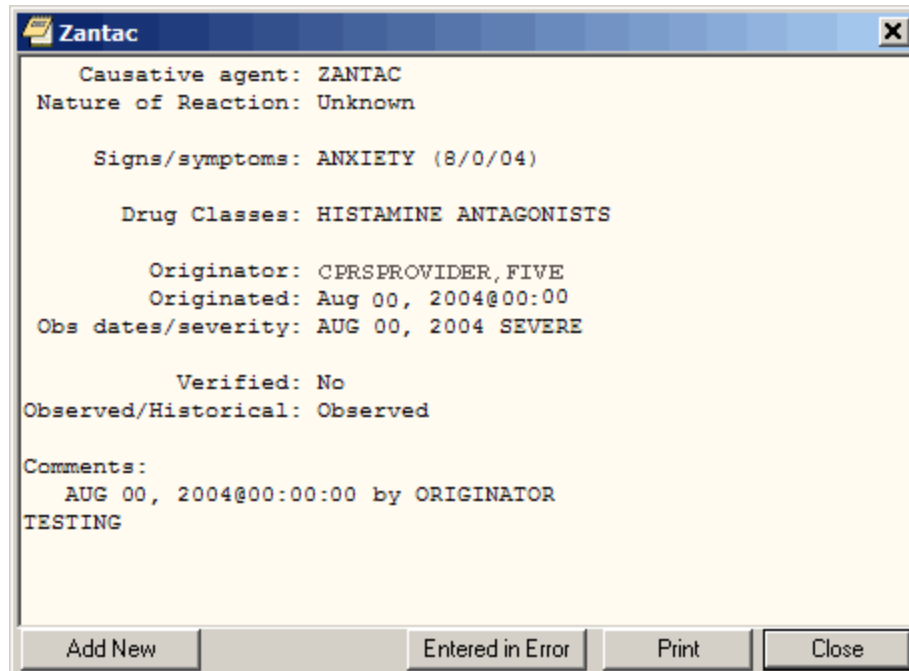 Zantac
Causative agent: ZANTAC
Nature of Reaction: Unknown
Signs/symptoms: ANXIETY (8/0/04)
Drug Classes: HISTAMINE ANTAGONISTS
Originator: CPRSPROVIDER,FIVE
Originated: Aug 00, 2004@00:00
Obs dates/severity: AUG 00, 2004 SEVERE
Verified: No
Observed/Historical: Observed
Comments:
AUG 00, 2004@00:00:00 by ORIGINATOR
TESTING
Add New Entered in Error Print Close